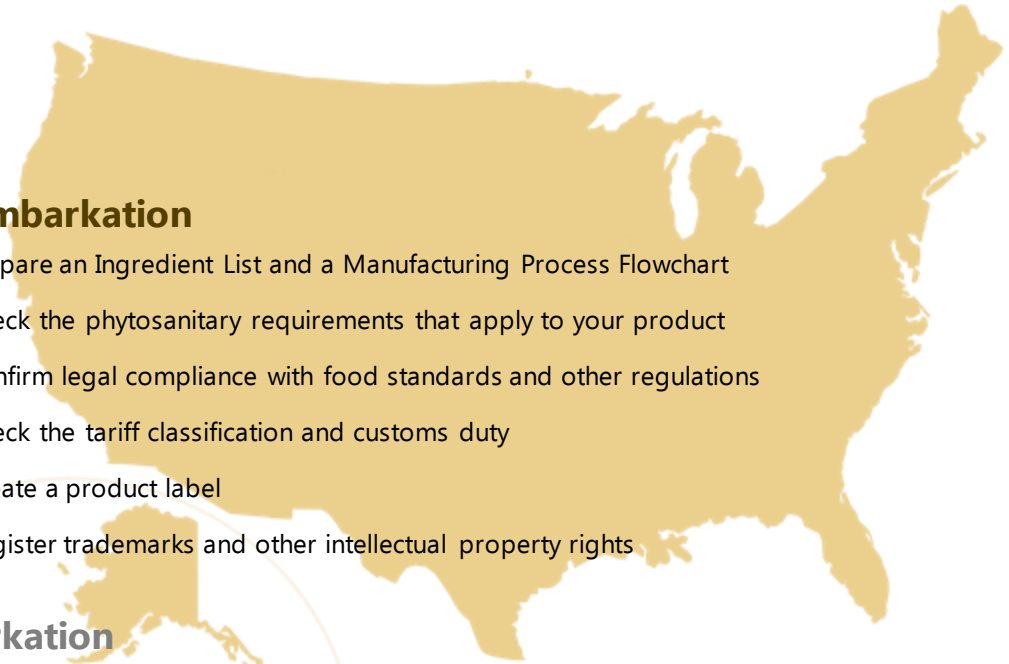 mbarkation
pare an Ingredient List and a Manufacturing Process Flowchart
eck the phytosanitary requirements that apply to your product
nfirm legal compliance with food standards and other regulations
eck the tariff classification and customs duty
ate a product label
gister trademarks and other intellectual property rights
rkation